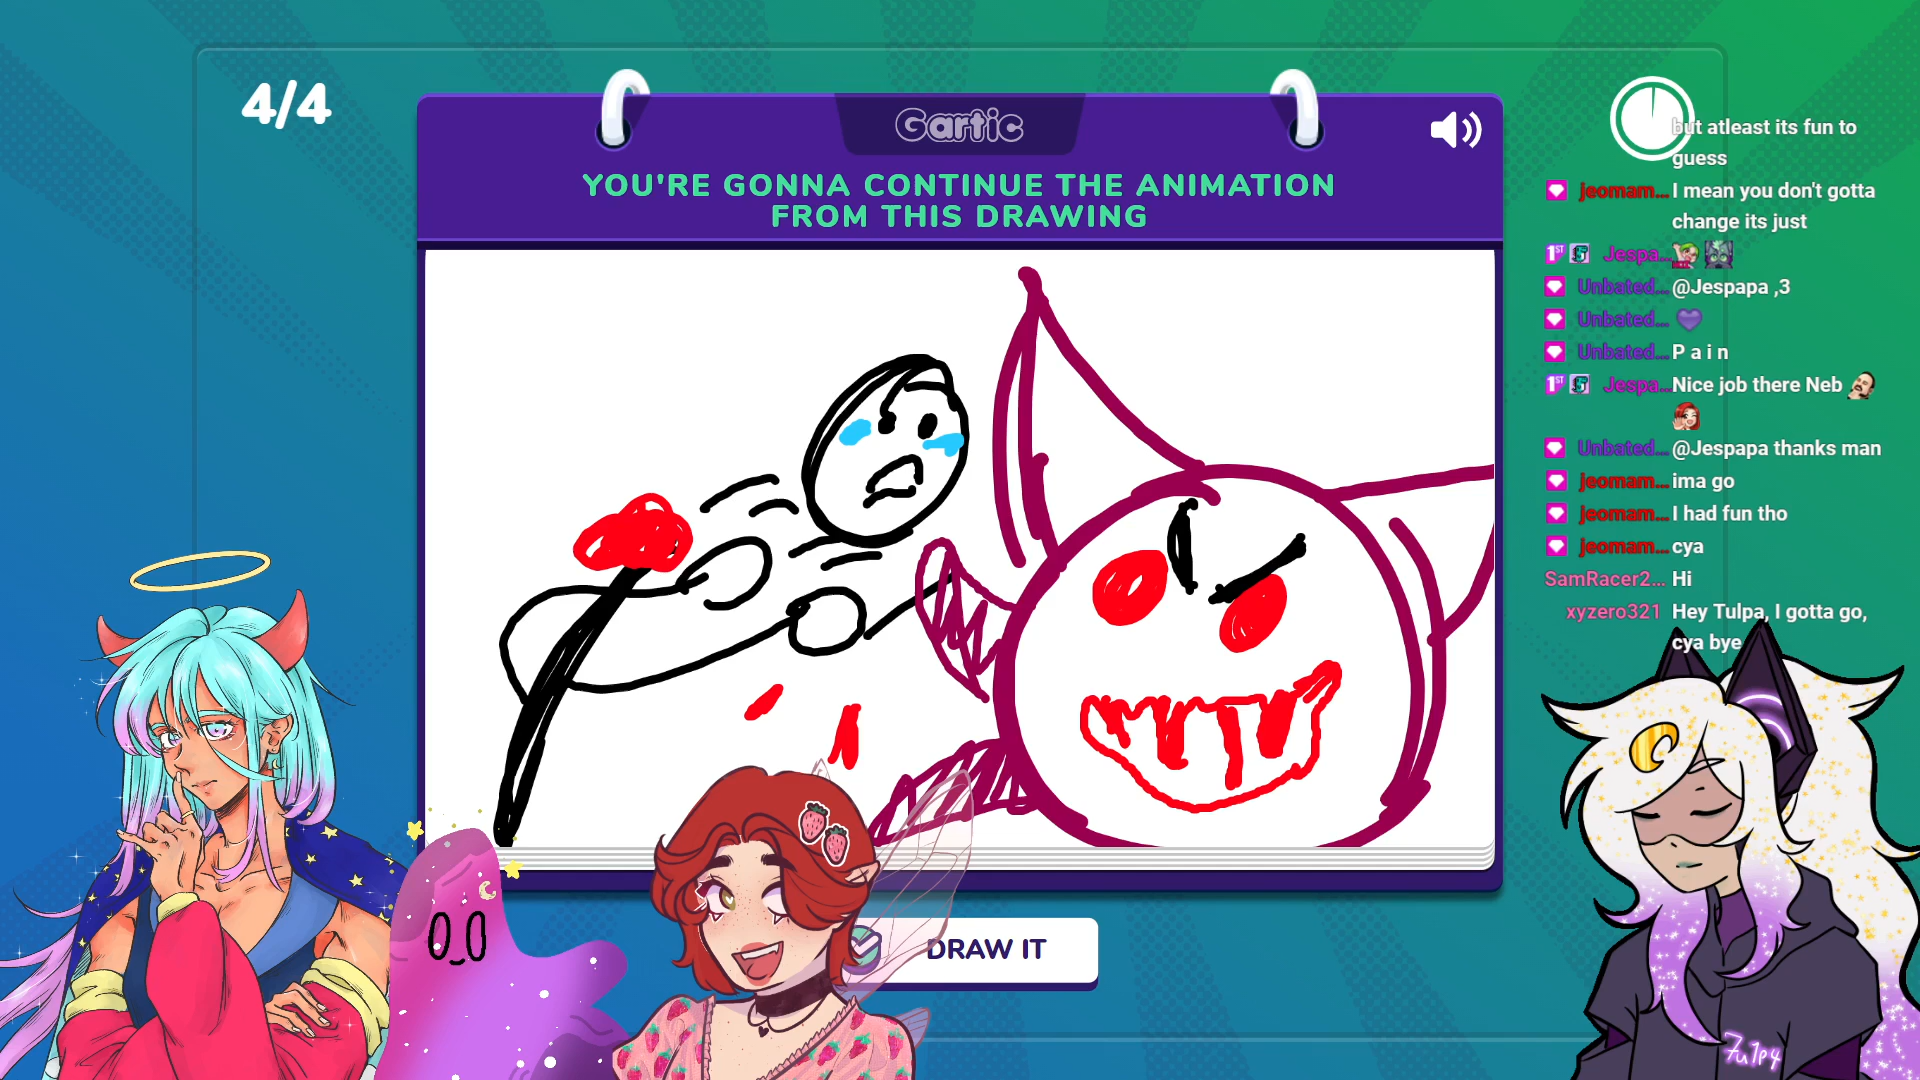 4/4
Gartic
YOU'RE GONNA CONTINUE THE ANIMATION
FROM THIS DRAWING
DRAW IT
but atleast its fun to
guess
jeomam... I mean you don't gotta
change its just
1ST Jespa...
Unbated... @Jespapa ,3
Unbated...
Unbated... P a i n
1ST Jespa... Nice job there Neb
Unbated... @Jespapa thanks man
jeomam... ima go
jeomam... I had fun tho
jeomam... cya
SamRacer2... Hi
xyzero321 Hey Tulpa, I gotta go,
cya bye
7u1p4